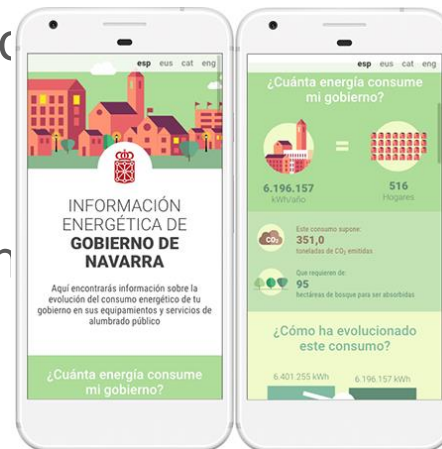 esp eus cat eng
INFORMACIÓN
ENERGÉTICA DE
GOBIERNO DE
NAVARRA
Aquí encontrarás información sobre la
evolución del consumo energético de tu
gobierno en sus equipamientos y servicios de
alumbrado público
¿Cuánta energía consume
mi gobierno?
esp eus cat eng
¿Cuánta energía consume
mi gobierno?
=
6.196.157
kWh/año
516
Hogares
CO2
Este consumo supone:
351,0
toneladas de CO2 emitidas
Que requieren de:
95
hectáreas de bosque para ser absorbidas
¿Cómo ha evolucionado
este consumo?
6.401.255 kWh
6.196.157 kWh